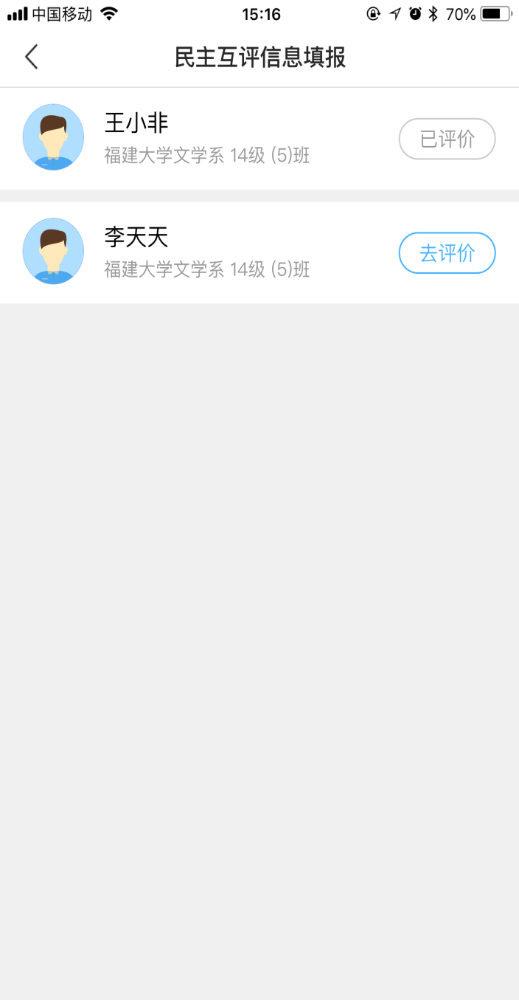 中国移动 15:16 70%
民主互评信息填报
王小非
福建大学文学系 14级 (5)班
已评价
李天天
福建大学文学系 14级 (5)班
去评价